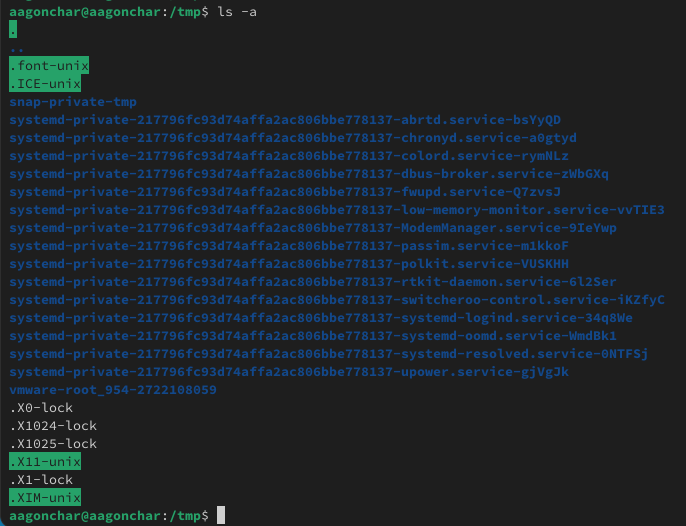 aagonchar@aagonchar:/tmp$ ls -a
.
..
.font-unix
.ICE-unix
snap-private-tmp
systemd-private-217796fc93d74affa2ac806bbe778137-abrtd.service-bsYyQD
systemd-private-217796fc93d74affa2ac806bbe778137-chronyd.service-a0gtyd
systemd-private-217796fc93d74affa2ac806bbe778137-colord.service-rymNLz
systemd-private-217796fc93d74affa2ac806bbe778137-dbus-broker.service-zWbGXq
systemd-private-217796fc93d74affa2ac806bbe778137-fwupd.service-Q7zvsJ
systemd-private-217796fc93d74affa2ac806bbe778137-low-memory-monitor.service-vvTIE3
systemd-private-217796fc93d74affa2ac806bbe778137-ModemManager.service-9IeYwp
systemd-private-217796fc93d74affa2ac806bbe778137-passim.service-m1kkoF
systemd-private-217796fc93d74affa2ac806bbe778137-polkit.service-VUSKHH
systemd-private-217796fc93d74affa2ac806bbe778137-rtkit-daemon.service-6l2Ser
systemd-private-217796fc93d74affa2ac806bbe778137-switcheroo-control.service-iKZfyC
systemd-private-217796fc93d74affa2ac806bbe778137-systemd-logind.service-34q8We
systemd-private-217796fc93d74affa2ac806bbe778137-systemd-oomd.service-WmdBk1
systemd-private-217796fc93d74affa2ac806bbe778137-systemd-resolved.service-0NTFSj
systemd-private-217796fc93d74affa2ac806bbe778137-upower.service-gjVgJk
vmware-root_954-2722108059
.X0-lock
.X1024-lock
.X1025-lock
.X11-unix
.X1-lock
.XIM-unix
aagonchar@aagonchar:/tmp$